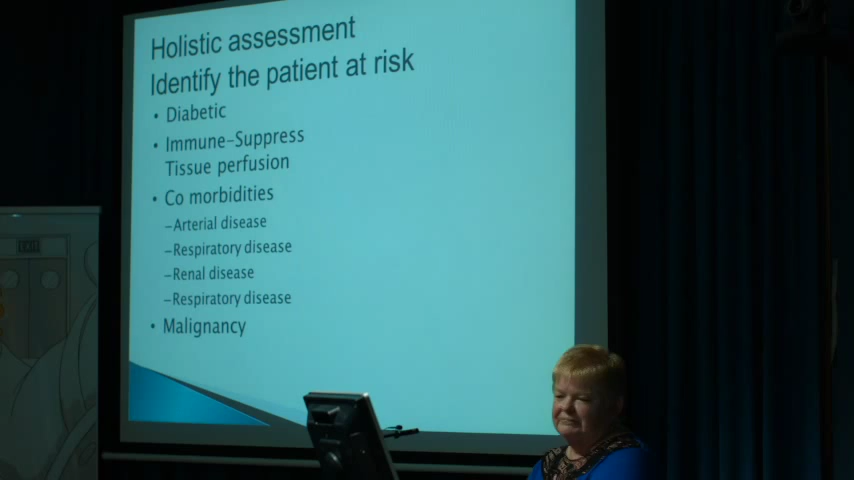 Holistic assessment
Identify the patient at risk
• Diabetic
• Immune-Suppress
Tissue perfusion
• Co morbidities
–Arterial disease
–Respiratory disease
–Renal disease
–Respiratory disease
• Malignancy